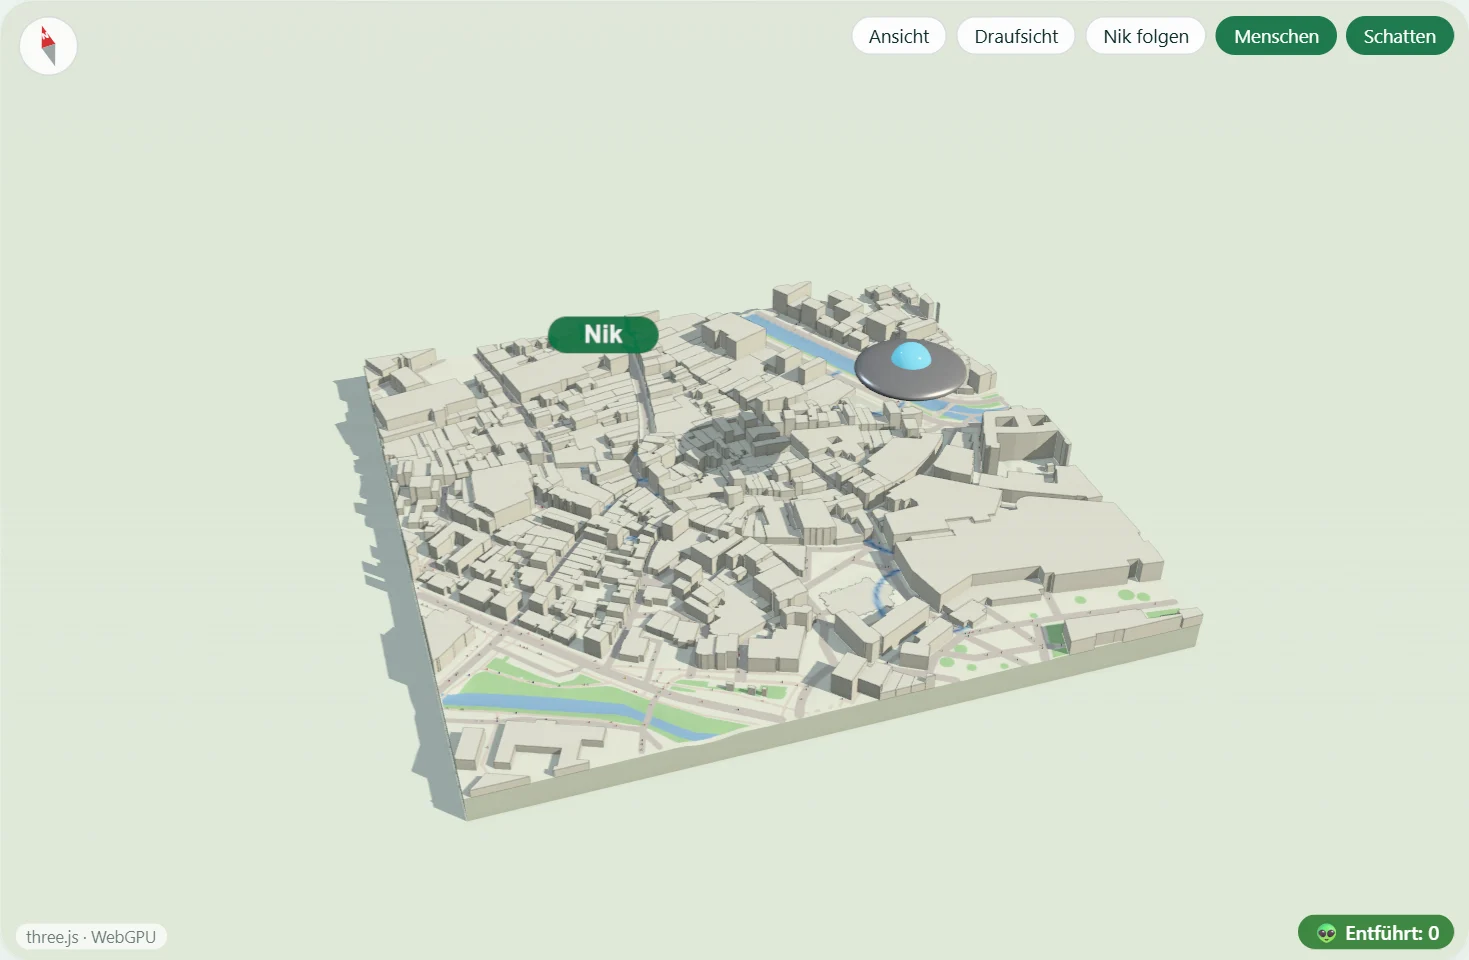 N
Ansicht
Draufsicht
Nik folgen
Menschen
Schatten
Nik
three.js · WebGPU
👽 Entführt: 0